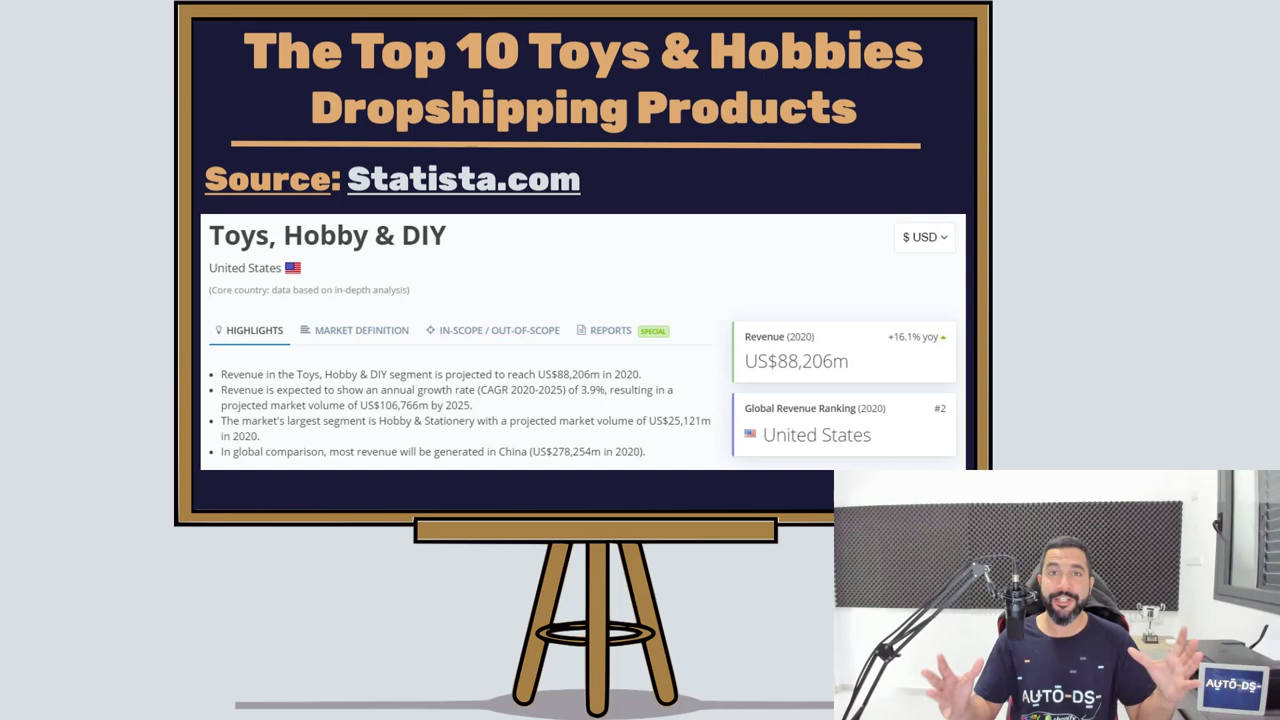 The Top 10 Toys & Hobbies
Dropshipping Products
Source: Statista.com
Toys, Hobby & DIY
$ USD
United States
(Core country: data based on in-depth analysis)
HIGHLIGHTS
MARKET DEFINITION
IN-SCOPE / OUT-OF-SCOPE
REPORTS
SPECIAL
Revenue in the Toys, Hobby & DIY segment is projected to reach US$88,206m in 2020.
Revenue is expected to show an annual growth rate (CAGR 2020-2025) of 3.9%, resulting in a
projected market volume of US$106,766m by 2025.
The market's largest segment is Hobby & Stationery with a projected market volume of US$25,121m
in 2020.
In global comparison, most revenue will be generated in China (US$278,254m in 2020).
Revenue (2020)
+16.1% yoy
US$88,206m
Global Revenue Ranking (2020)
#2
United States
AUTO-DS-
AUTO-DS-